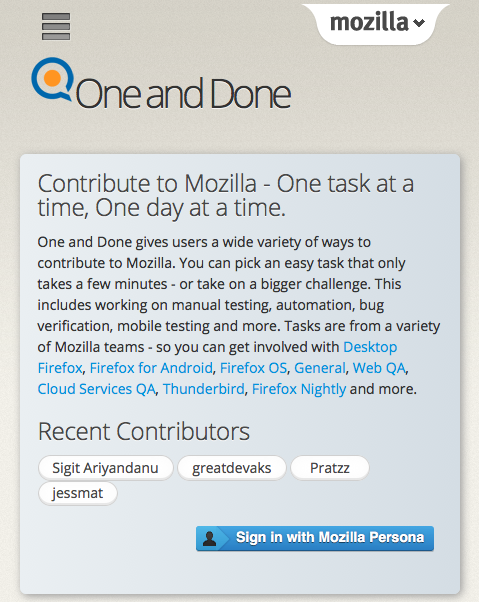 mozilla
One and Done
Contribute to Mozilla - One task at a
time, One day at a time.
One and Done gives users a wide variety of ways to
contribute to Mozilla. You can pick an easy task that only
takes a few minutes - or take on a bigger challenge. This
includes working on manual testing, automation, bug
verification, mobile testing and more. Tasks are from a variety
of Mozilla teams - so you can get involved with Desktop
Firefox, Firefox for Android, Firefox OS, General, Web QA,
Cloud Services QA, Thunderbird, Firefox Nightly and more.
Recent Contributors
Sigit Ariyandanu greatdevaks Pratzz
jessmat
Sign in with Mozilla Persona